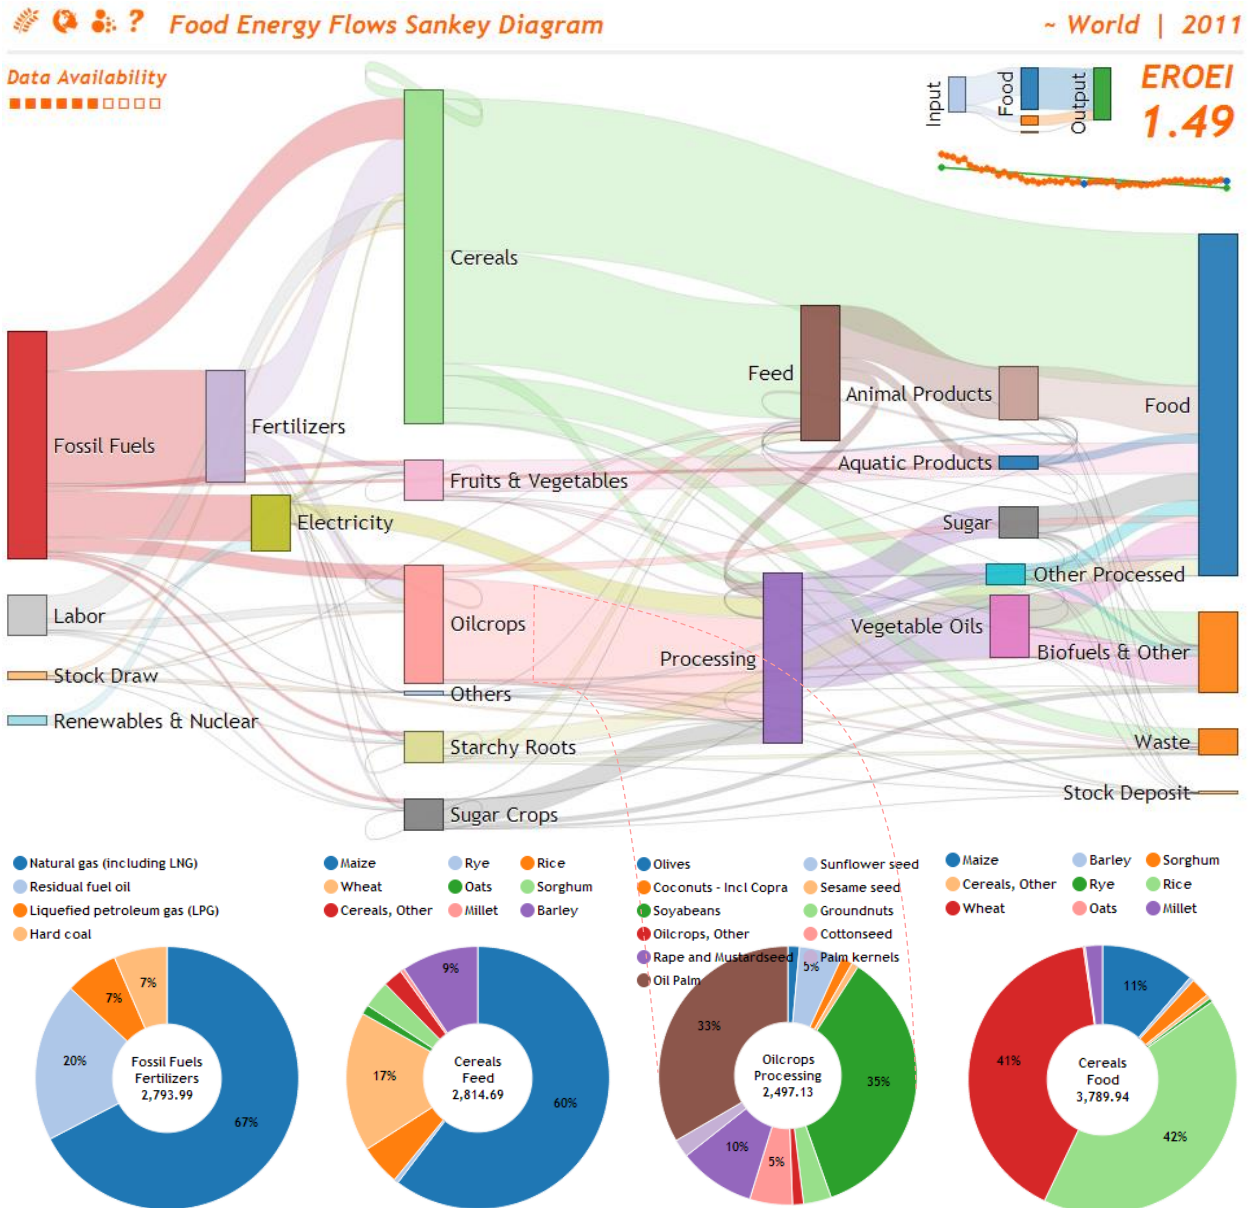 ? Food Energy Flows Sankey Diagram ~ World | 2011
Data Availability
Input
Food
Output
EROEI
1.49
Cereals
Feed
Animal Products
Food
Fertilizers
Fossil Fuels
Aquatic Products
Fruits & Vegetables
Electricity
Sugar
Other Processed
Labor
Oilcrops
Vegetable Oils
Processing
Biofuels & Other
Stock Draw
Others
Renewables & Nuclear
Starchy Roots
Waste
Stock Deposit
Sugar Crops
Natural gas (including LNG)
Residual fuel oil
Liquefied petroleum gas (LPG)
Hard coal
7%
7%
20%
67%
Fossil Fuels
Fertilizers
2,793.99
Maize Rye Rice
Wheat Oats Sorghum
Cereals, Other Millet Barley
9%
17%
60%
Cereals
Feed
2,814.69
Olives Sunflower seed
Coconuts - Incl Copra Sesame seed
Soyabeans Groundnuts
Oilcrops, Other Cottonseed
Rape and Mustardseed Palm kernels
Oil Palm
5%
33%
35%
10%
5%
Oilcrops
Processing
2,497.13
Maize Barley Sorghum
Cereals, Other Rye Rice
Wheat Oats Millet
11%
41%
42%
Cereals
Food
3,789.94